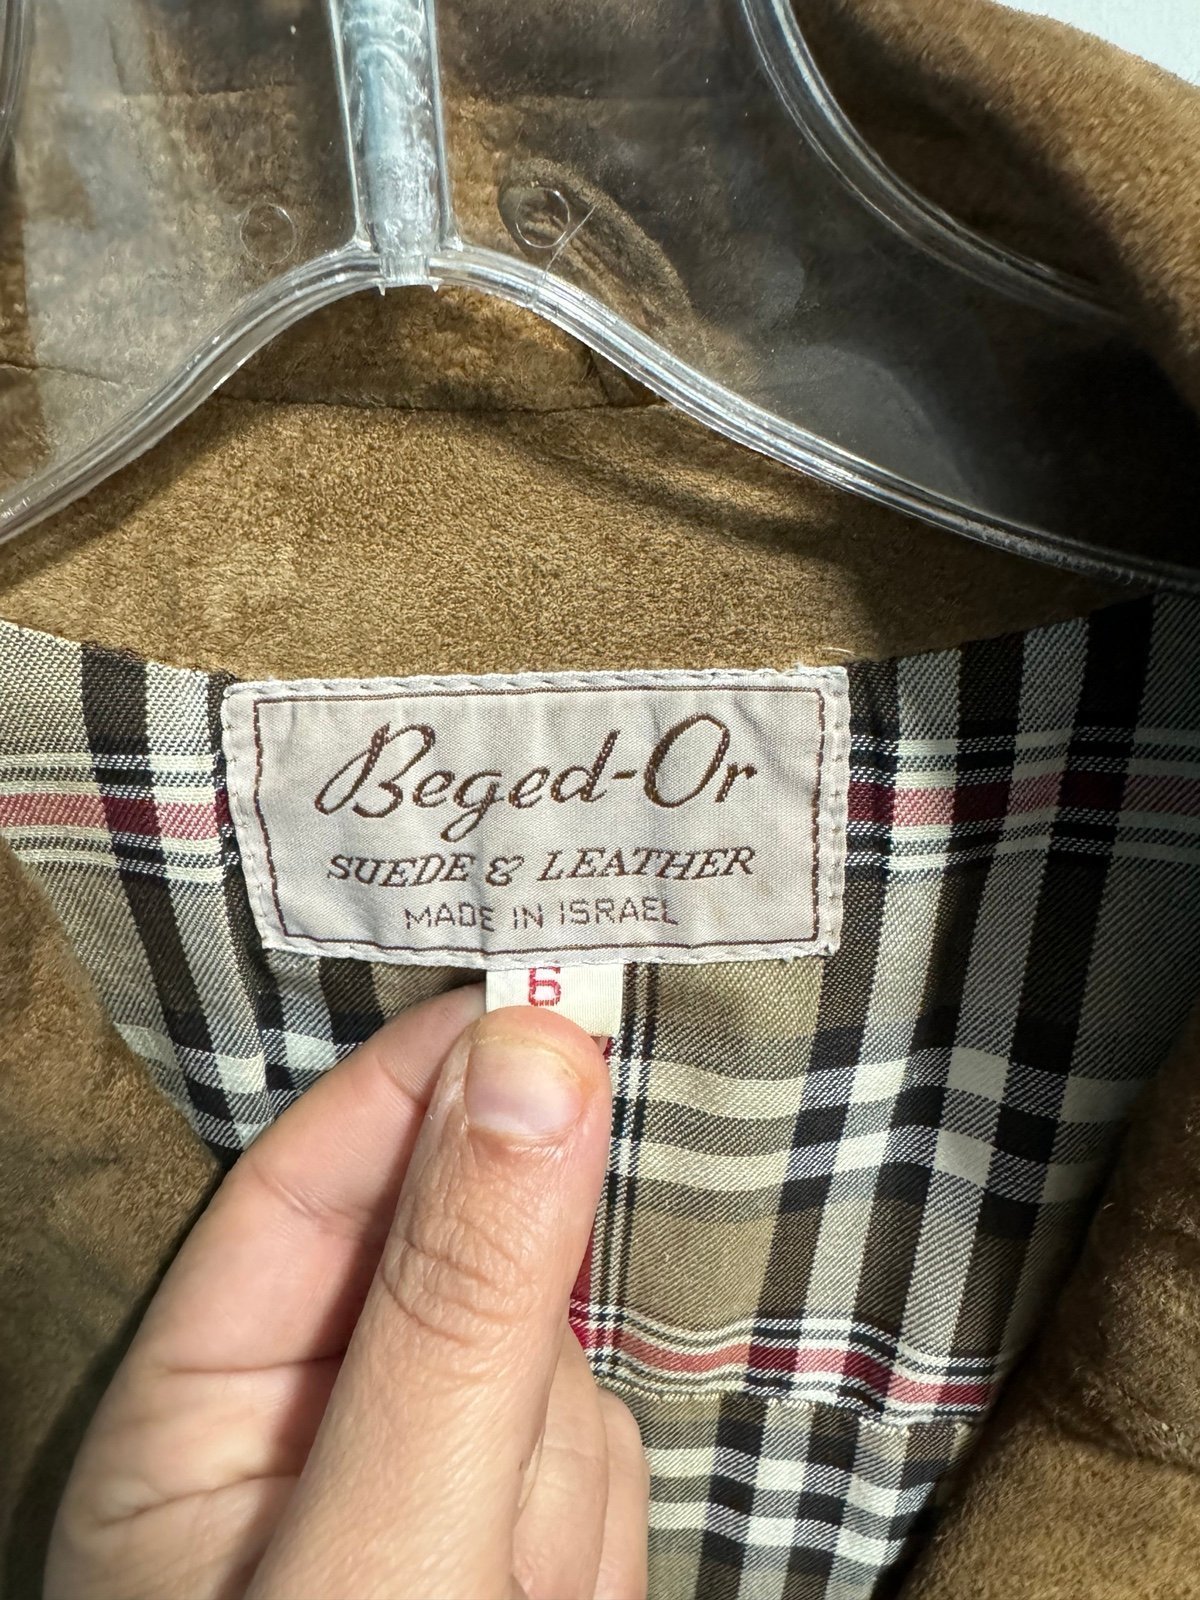 Beged-Or
SUEDE & LEATHER
MADE IN ISRAEL
6